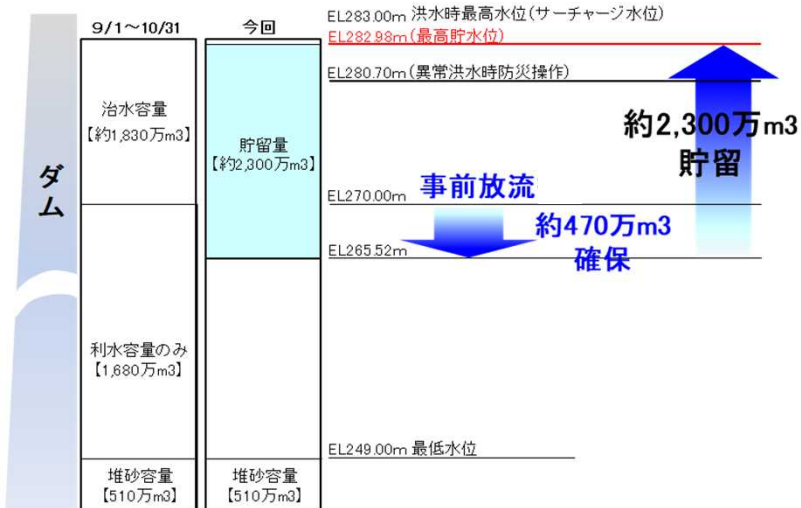 9/1～10/31
今回
EL283.00m 洪水時最高水位(サーチャージ水位)
EL282.98m(最高貯水位)
EL280.70m(異常洪水時防災操作)
治水容量
【約1,830万m3】
貯留量
【約2,300万m3】
約2,300万m3
貯留
ダム
事前放流
EL270.00m
約470万m3
確保
EL265.52m
利水容量のみ
【1,680万m3】
EL249.00m 最低水位
堆砂容量
【510万m3】
堆砂容量
【510万m3】